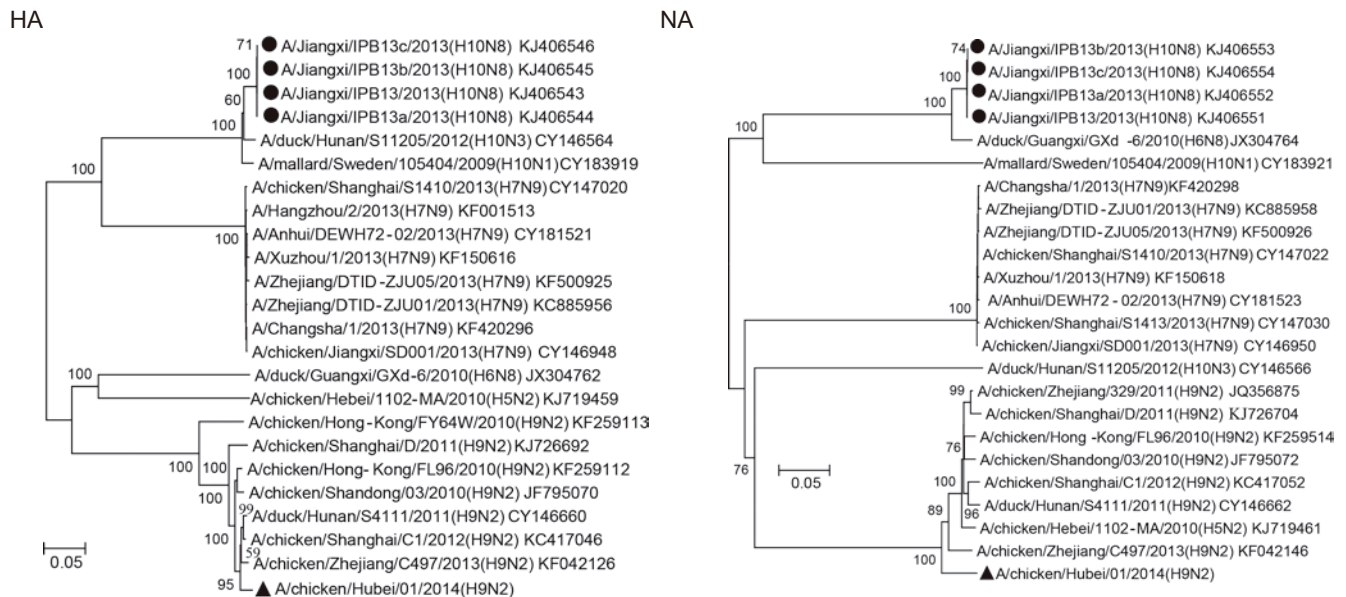 HA
71
A/Jiangxi/IPB13c/2013(H10N8) KJ406546
100
A/Jiangxi/IPB13b/2013(H10N8) KJ406545
60
A/Jiangxi/IPB13/2013(H10N8) KJ406543
100
A/Jiangxi/IPB13a/2013(H10N8) KJ406544
A/duck/Hunan/S11205/2012(H10N3) CY146564
100
A/mallard/Sweden/105404/2009(H10N1)CY183919
A/chicken/Shanghai/S1410/2013(H7N9) CY147020
A/Hangzhou/2/2013(H7N9) KF001513
100
A/Anhui/DEWH72-02/2013(H7N9) CY181521
A/Xuzhou/1/2013(H7N9) KF150616
A/Zhejiang/DTID-ZJU05/2013(H7N9) KF500925
A/Zhejiang/DTID-ZJU01/2013(H7N9) KC885956
A/Changsha/1/2013(H7N9) KF420296
A/chicken/Jiangxi/SD001/2013(H7N9) CY146948
100
A/duck/Guangxi/GXd-6/2010(H6N8) JX304762
A/chicken/Hebei/1102-MA/2010(H5N2) KJ719459
A/chicken/Hong-Kong/FY64W/2010(H9N2) KF259113
A/chicken/Shanghai/D/2011(H9N2) KJ726692
100
100
A/chicken/Hong-Kong/FL96/2010(H9N2) KF259112
100
A/chicken/Shandong/03/2010(H9N2) JF795070
99
A/duck/Hunan/S4111/2011(H9N2) CY146660
100
A/chicken/Shanghai/C1/2012(H9N2) KC417046
59
A/chicken/Zhejiang/C497/2013(H9N2) KF042126
95
A/chicken/Hubei/01/2014(H9N2)
0.05
NA
74
A/Jiangxi/IPB13b/2013(H10N8) KJ406553
100
A/Jiangxi/IPB13c/2013(H10N8) KJ406554
A/Jiangxi/IPB13a/2013(H10N8) KJ406552
100
A/Jiangxi/IPB13/2013(H10N8) KJ406551
100
A/duck/Guangxi/GXd -6/2010(H6N8)JX304764
A/mallard/Sweden/105404/2009(H10N1) CY183921
A/Changsha/1/2013(H7N9)KF420298
A/Zhejiang/DTID-ZJU01/2013(H7N9) KC885958
A/Zhejiang/DTID-ZJU05/2013(H7N9) KF500926
A/chicken/Shanghai/S1410/2013(H7N9) CY147022
A/Xuzhou/1/2013(H7N9) KF150618
A/Anhui/DEWH72 - 02/2013(H7N9) CY181523
100
A/chicken/Shanghai/S1413/2013(H7N9) CY147030
A/chicken/Jiangxi/SD001/2013(H7N9) CY146950
A/duck/Hunan/S11205/2012(H10N3) CY146566
99
A/chicken/Zhejiang/329/2011(H9N2) JQ356875
A/chicken/Shanghai/D/2011(H9N2) KJ726704
76
A/chicken/Hong -Kong/FL96/2010(H9N2) KF259514
76
A/chicken/Shandong/03/2010(H9N2) JF795072
100
A/chicken/Shanghai/C1/2012(H9N2) KC417052
0.05
89
96
A/duck/Hunan/S4111/2011(H9N2) CY146662
A/chicken/Hebei/1102-MA/2010(H5N2) KJ719461
A/chicken/Zhejiang/C497/2013(H9N2) KF042146
100
A/chicken/Hubei/01/2014(H9N2)